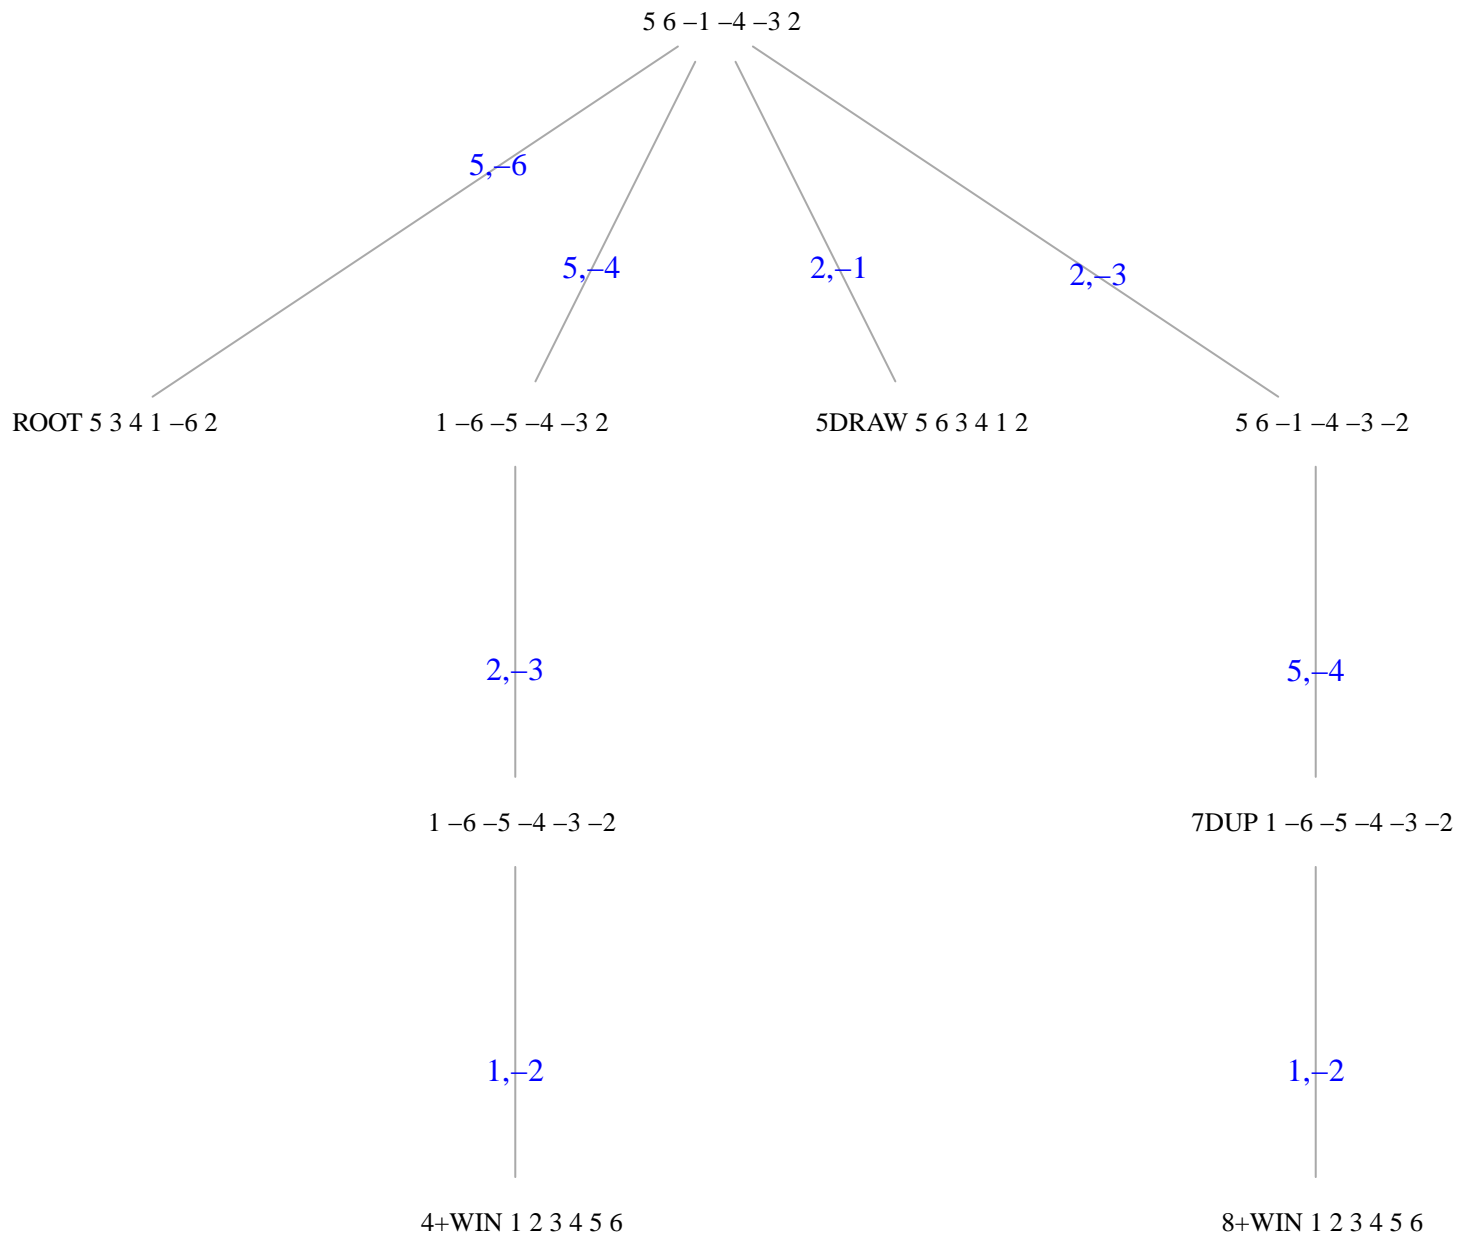 5 6 –1 –4 –3 2
5,–6
5,–4
2,–1
2,–3
ROOT 5 3 4 1 –6 2
1 –6 –5 –4 –3 2
5DRAW 5 6 3 4 1 2
5 6 –1 –4 –3 –2
2,–3
5,–4
1 –6 –5 –4 –3 –2
7DUP 1 –6 –5 –4 –3 –2
1,–2
1,–2
4+WIN 1 2 3 4 5 6
8+WIN 1 2 3 4 5 6